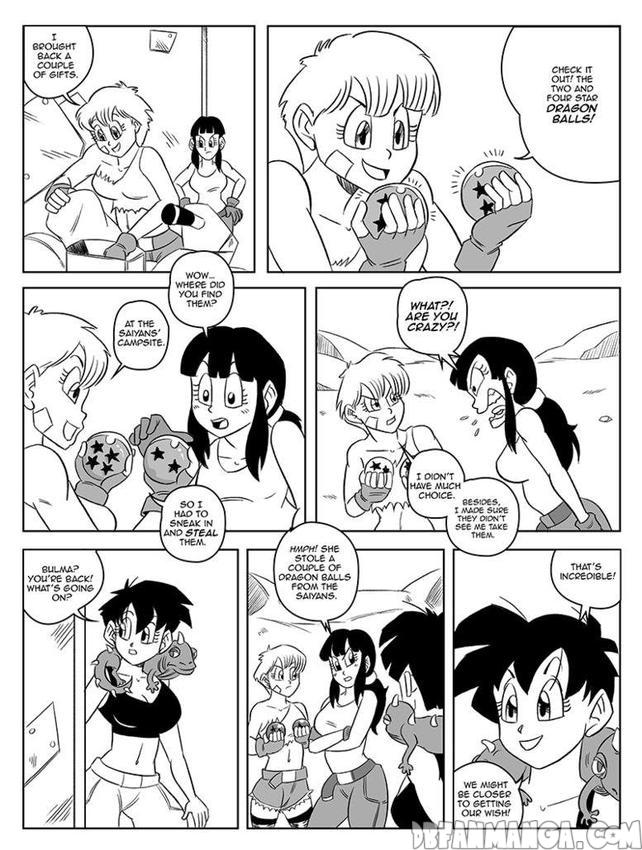 I
BROUGHT
BACK A
COUPLE
OF GIFTS.
CHECK IT
OUT! THE
TWO AND
FOUR STAR
DRAGON
BALLS!
WOW...
WHERE DID
YOU FIND
THEM?
AT THE
SAIYANS'
CAMPSITE.
SO I
HAD TO
SNEAK IN
AND STEAL
THEM.
WHAT?!
ARE YOU
CRAZY?!
I DIDN'T
HAVE MUCH
CHOICE.
BESIDES,
I MADE SURE
THEY DIDN'T
SEE ME TAKE
THEM.
BULMA?
YOU'RE BACK!
WHAT'S GOING
ON?
HMPH! SHE
STOLE A
COUPLE OF
DRAGON BALLS
FROM THE
SAIYANS.
THAT'S
INCREDIBLE!
WE MIGHT
BE CLOSER
TO GETTING
OUR WISH!
DBFANMANGA.COM